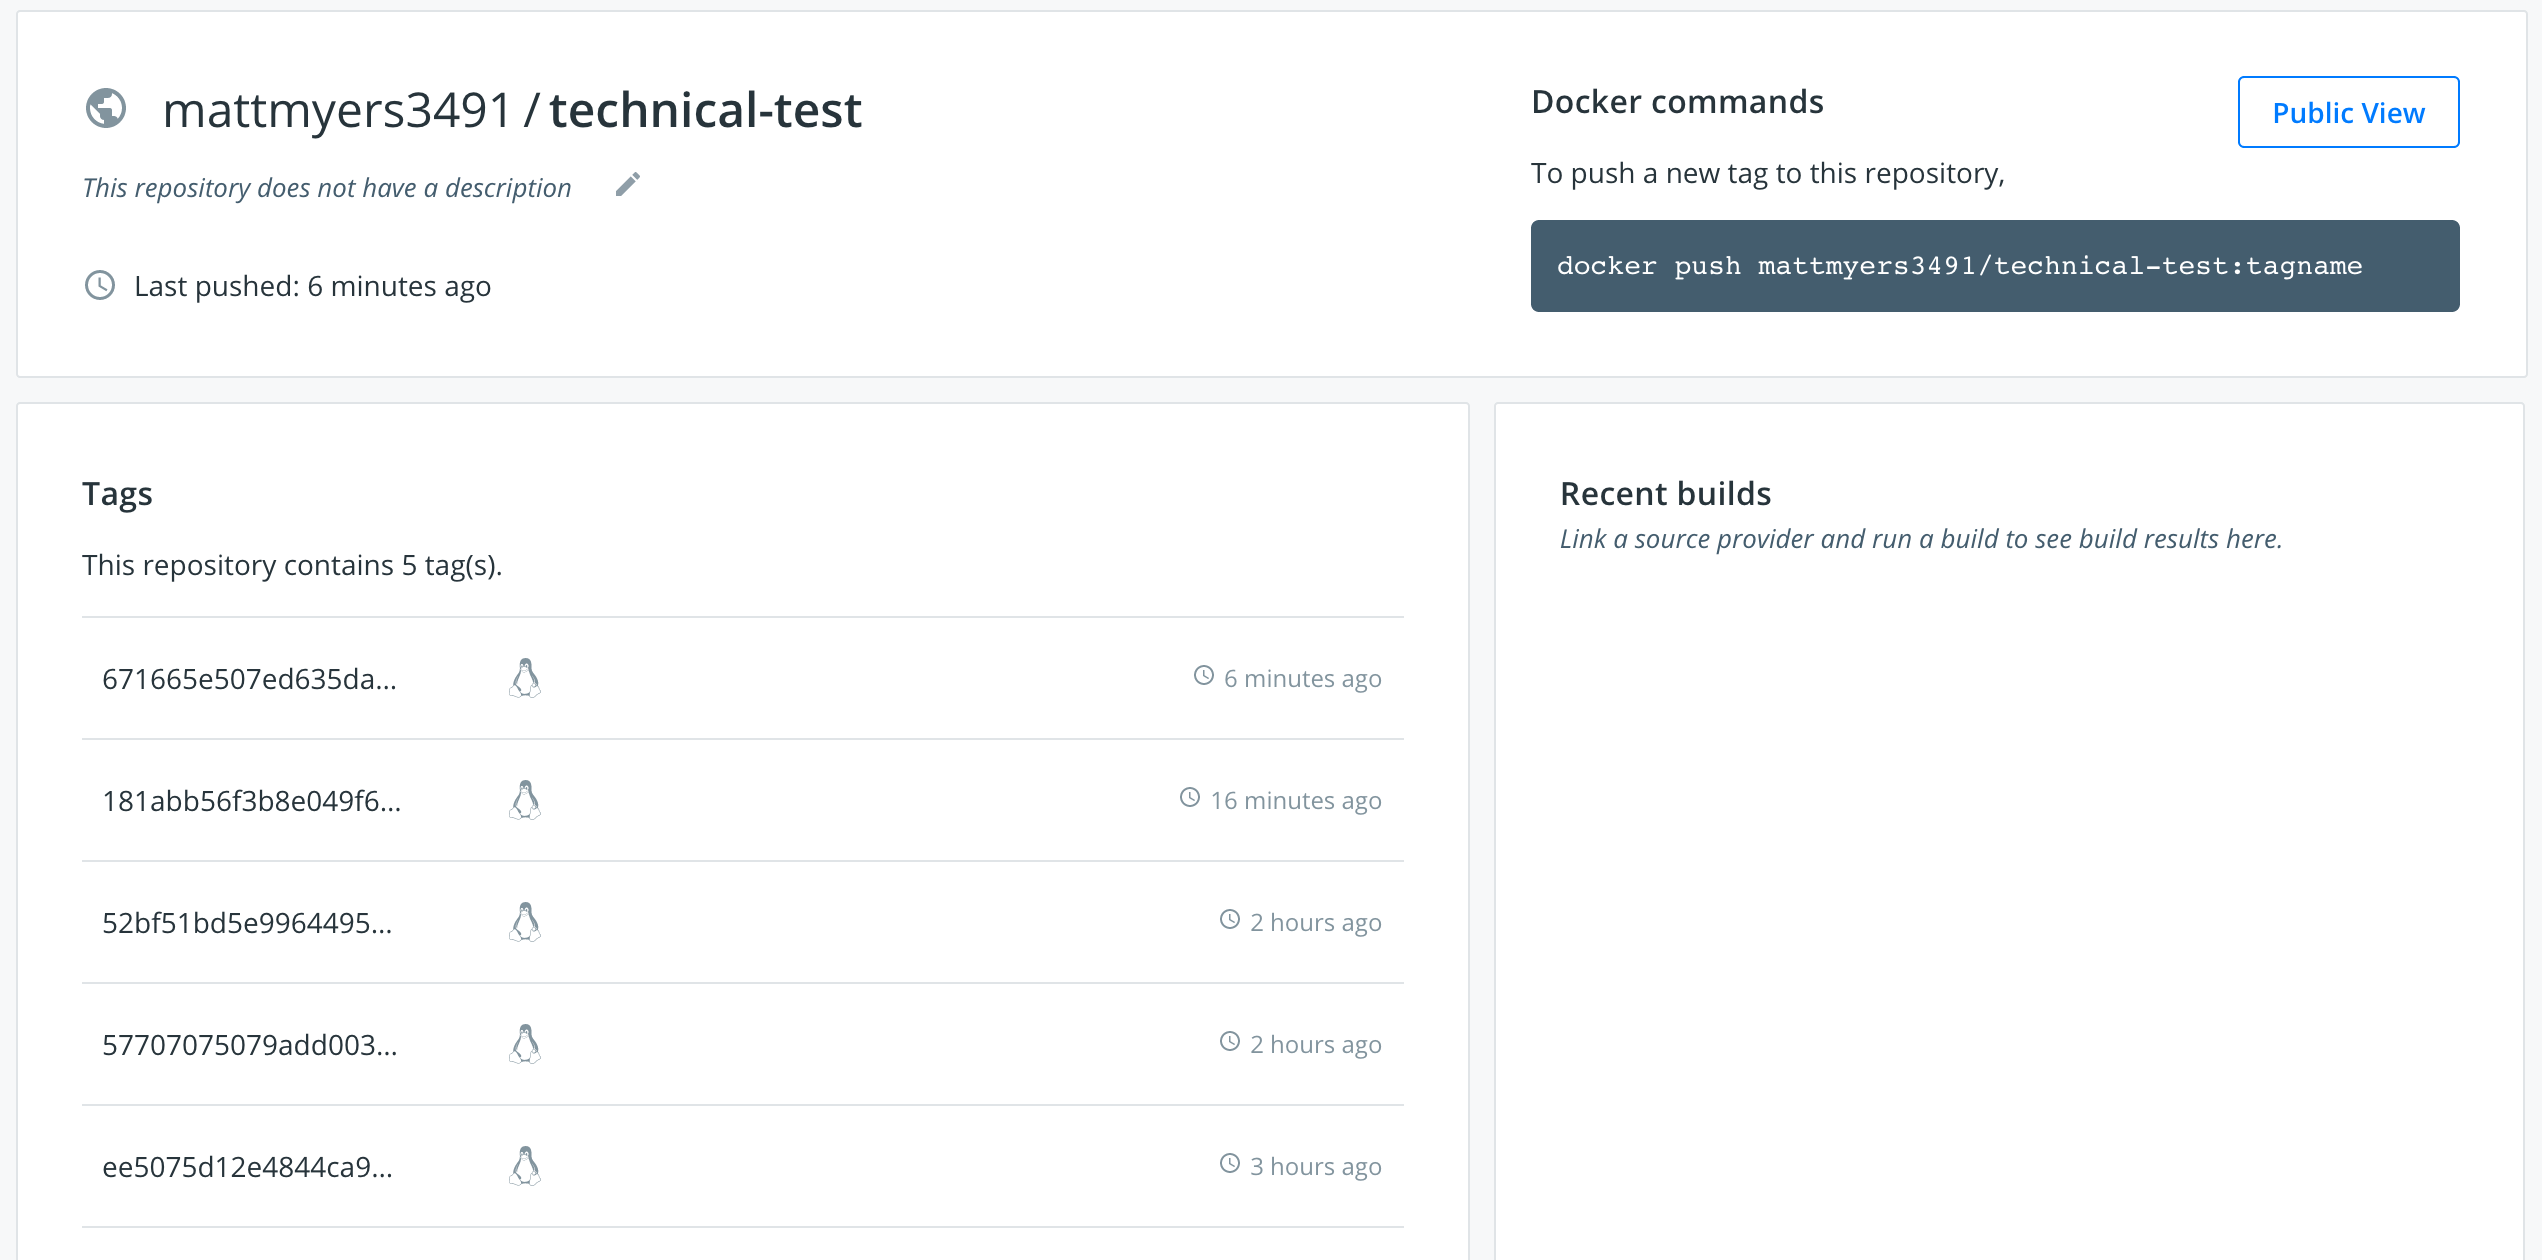 mattmyers3491 / technical-test
This repository does not have a description
Last pushed: 6 minutes ago
Docker commands
Public View
To push a new tag to this repository,
docker push mattmyers3491/technical-test:tagname
Tags
This repository contains 5 tag(s).
671665e507ed635da... 6 minutes ago
181abb56f3b8e049f6... 16 minutes ago
52bf51bd5e9964495... 2 hours ago
57707075079add003... 2 hours ago
ee5075d12e4844ca9... 3 hours ago
Recent builds
Link a source provider and run a build to see build results here.